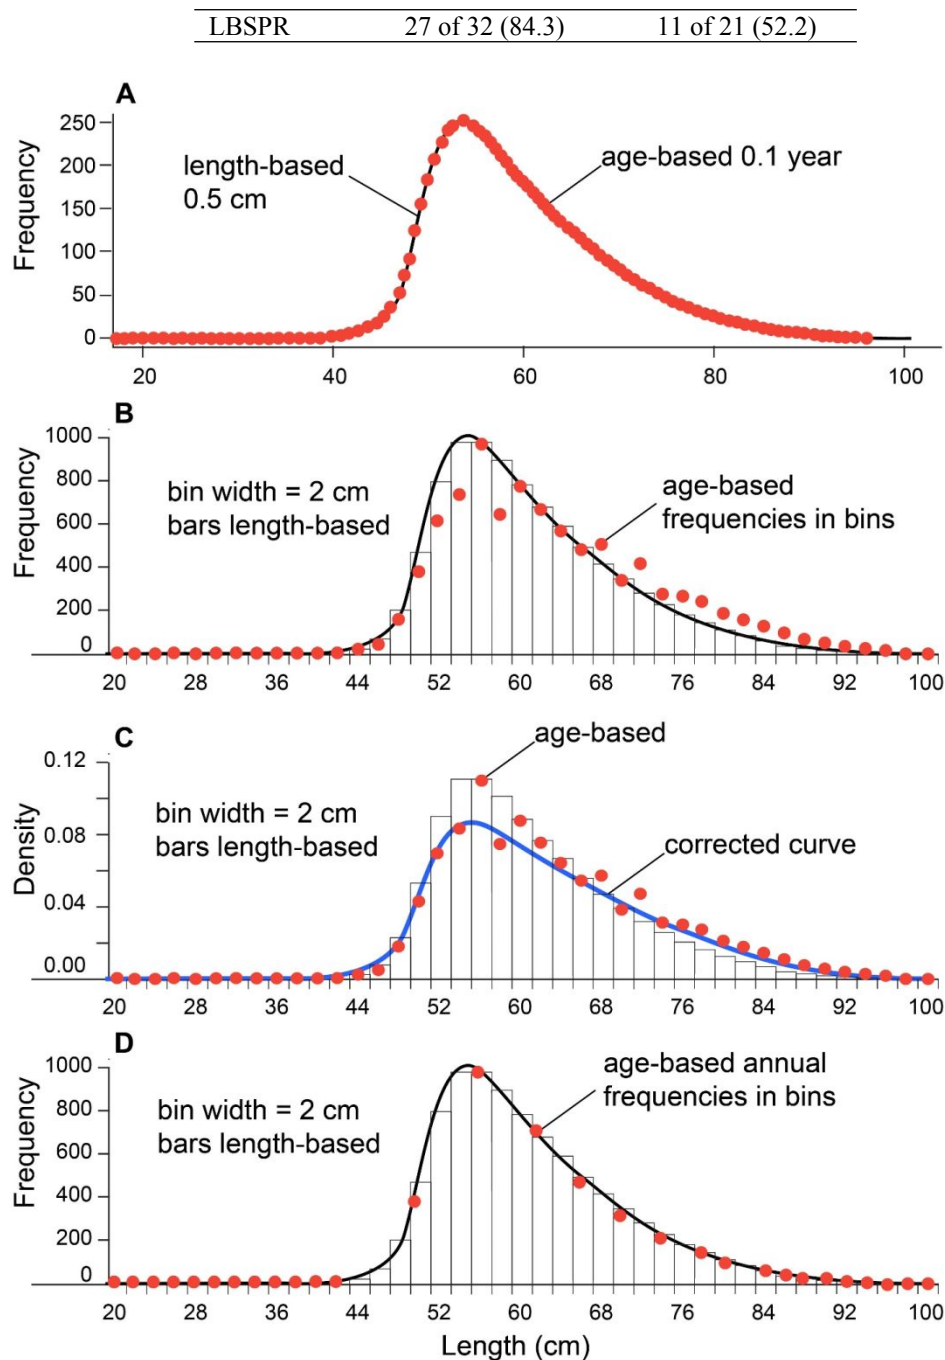 LBSPR 27 of 32 (84.3) 11 of 21 (52.2)
A
250
200
150
100
50
0
Frequency
length-based
0.5 cm
age-based 0.1 year
20 40 60 80 100
B
1000
800
600
400
200
0
Frequency
bin width = 2 cm
bars length-based
age-based
frequencies in bins
20 28 36 44 52 60 68 76 84 92 100
C
0.12
0.08
0.04
0.00
Density
bin width = 2 cm
bars length-based
age-based
corrected curve
20 28 36 44 52 60 68 76 84 92 100
D
1000
800
600
400
200
0
Frequency
bin width = 2 cm
bars length-based
age-based annual
frequencies in bins
20 28 36 44 52 60 68 76 84 92 100
Length (cm)